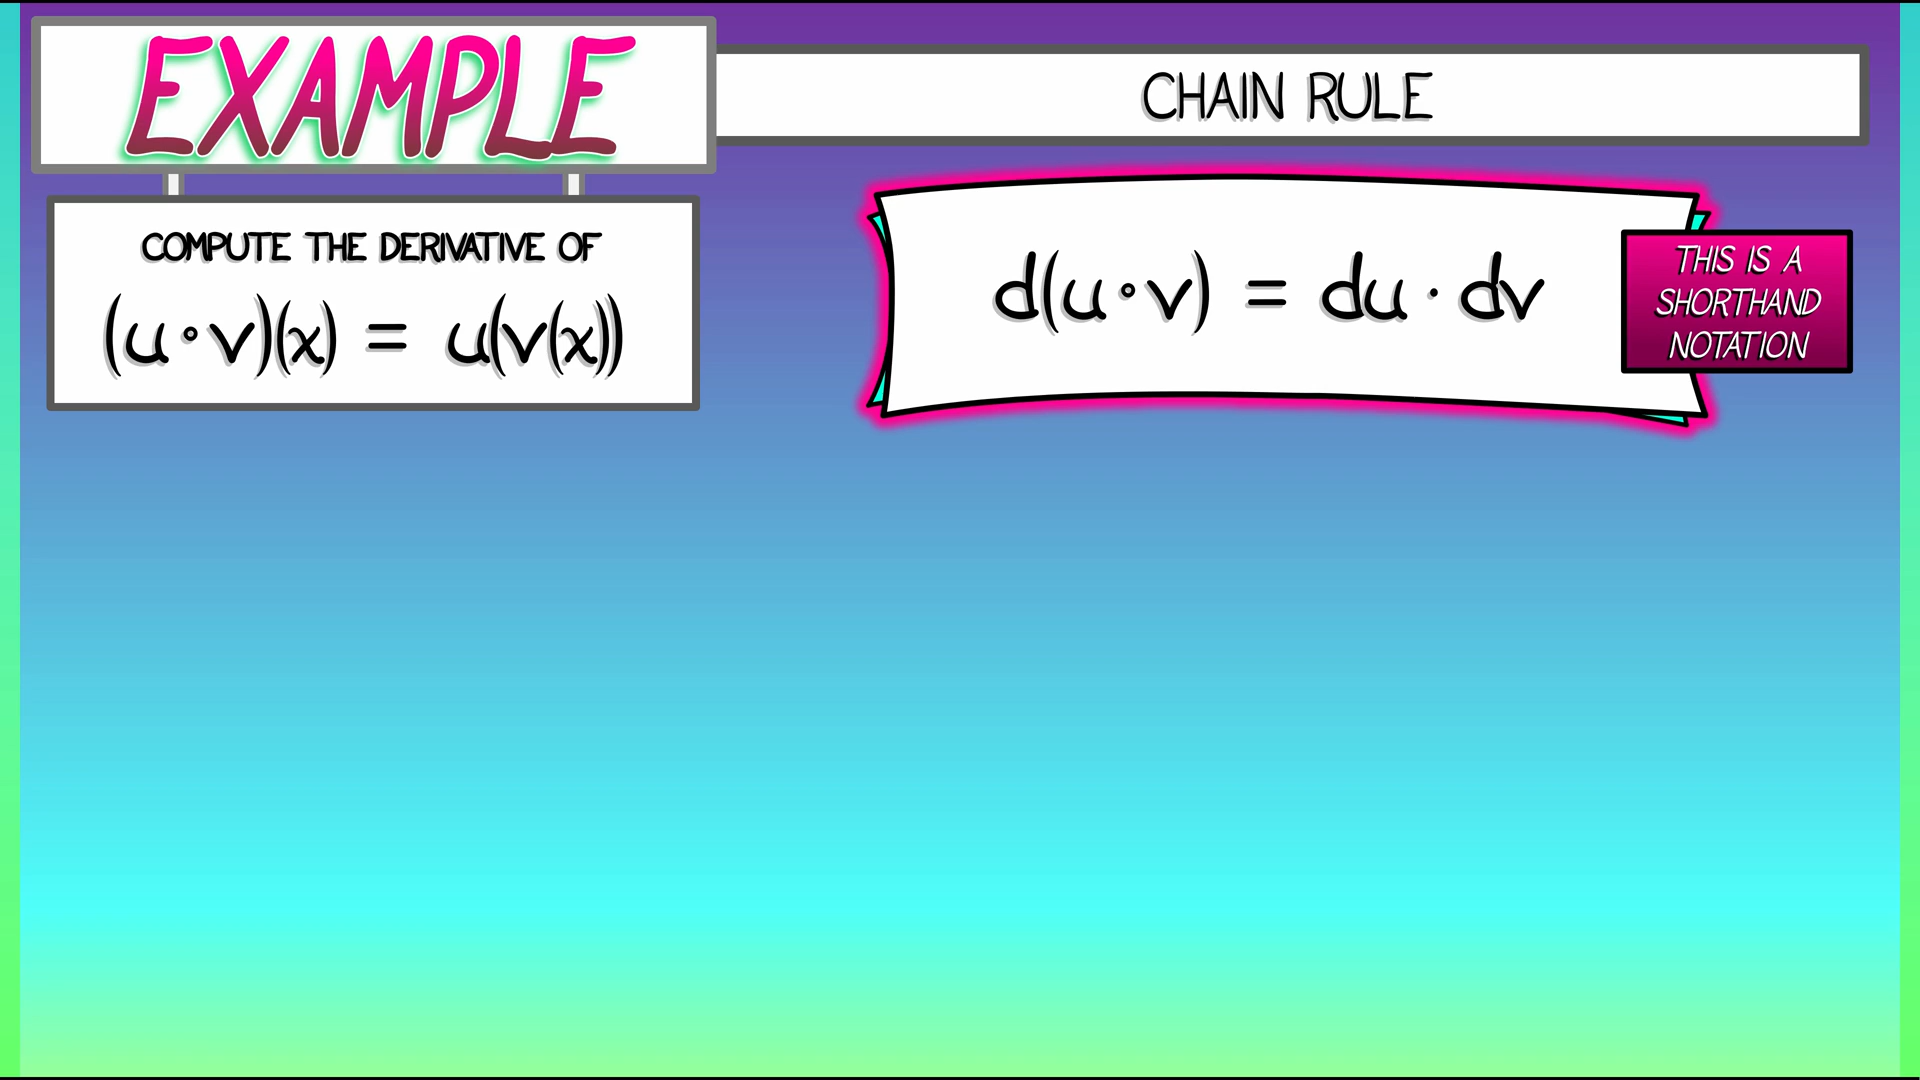 EXAMPLE
CHAIN RULE
COMPUTE THE DERIVATIVE OF
(u∘v)(x) = u(v(x))
d(u∘v) = du · dv
THIS IS A
SHORTHAND
NOTATION